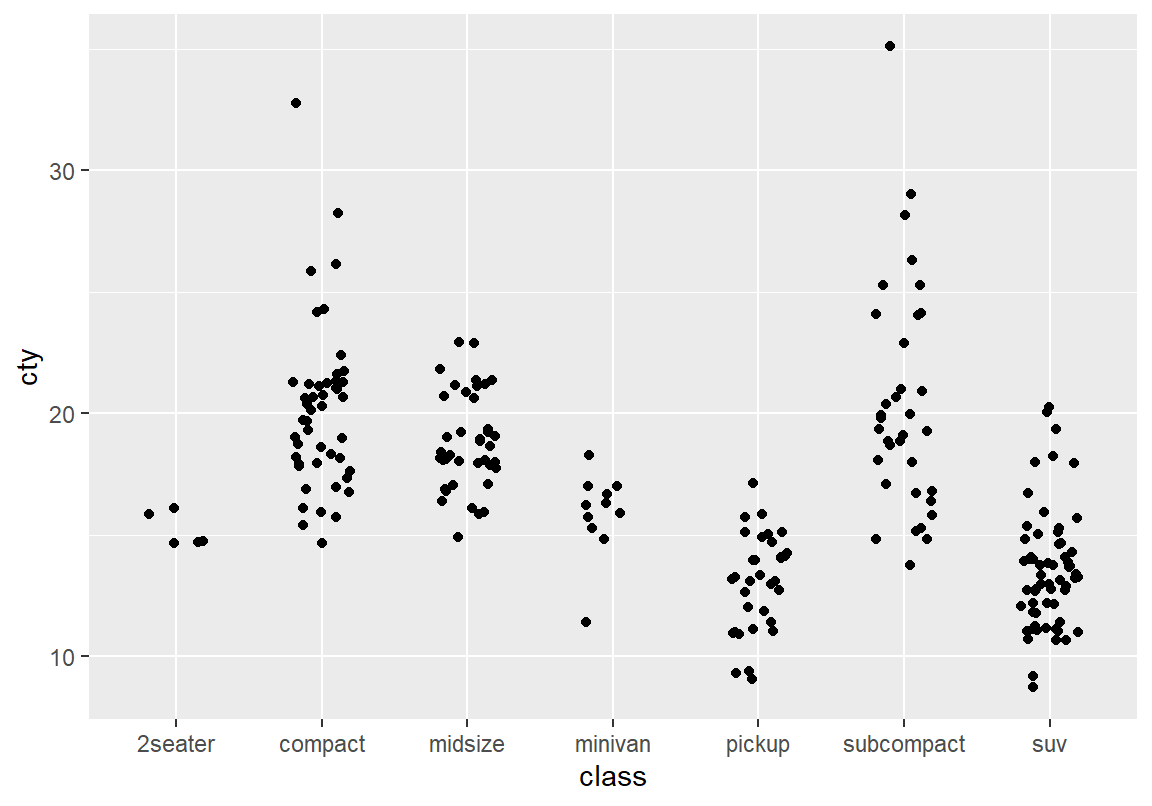 30
20
10
cty
2seater compact midsize minivan pickup subcompact suv
class